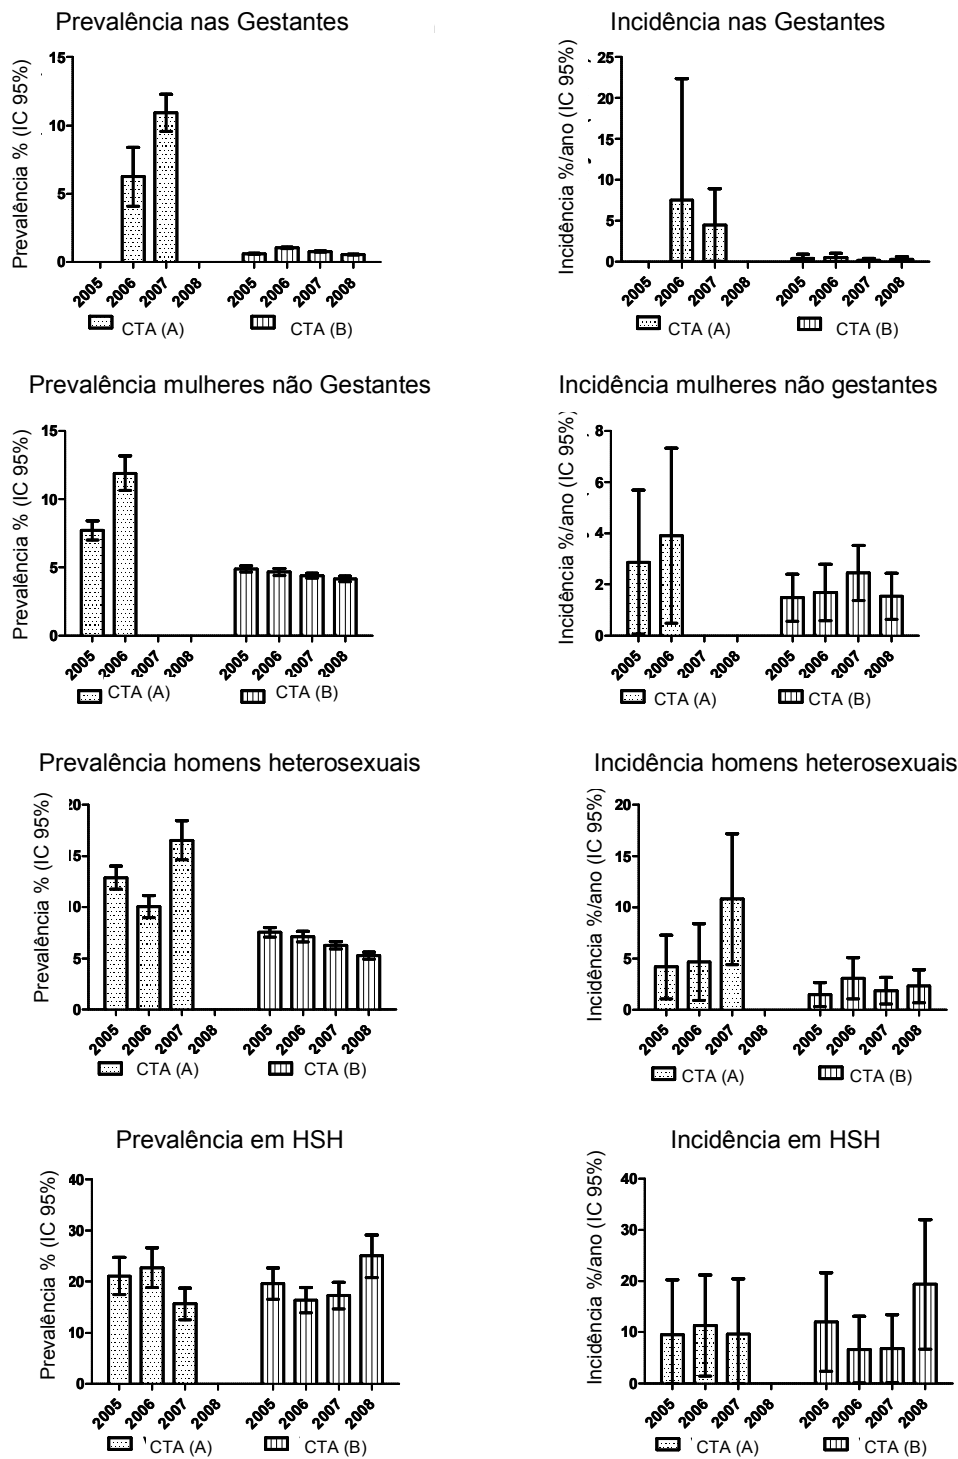 Prevalência nas Gestantes
Prevalência % (IC 95%)
15
10
5
0
2005 2006 2007 2008 2005 2006 2007 2008
CTA (A) CTA (B)
Incidência nas Gestantes
Incidência %/ano (IC 95%)
25
20
15
10
5
0
2005 2006 2007 2008 2005 2006 2007 2008
CTA (A) CTA (B)
Prevalência mulheres não Gestantes
Prevalência % (IC 95%)
15
10
5
0
2005 2006 2007 2008 2005 2006 2007 2008
CTA (A) CTA (B)
Incidência mulheres não gestantes
Incidência %/ano (IC 95%)
8
6
4
2
0
2005 2006 2007 2008 2005 2006 2007 2008
CTA (A) CTA (B)
Prevalência homens heterosexuais
Prevalência % (IC 95%)
20
15
10
5
0
2005 2006 2007 2008 2005 2006 2007 2008
CTA (A) CTA (B)
Incidência homens heterosexuais
Incidência %/ano (IC 95%)
20
15
10
5
0
2005 2006 2007 2008 2005 2006 2007 2008
CTA (A) CTA (B)
Prevalência em HSH
Prevalência % (IC 95%)
40
30
20
10
0
2005 2006 2007 2008 2005 2006 2007 2008
CTA (A) CTA (B)
Incidência em HSH
Incidência %/ano (IC 95%)
40
30
20
10
0
2005 2006 2007 2008 2005 2006 2007 2008
CTA (A) CTA (B)